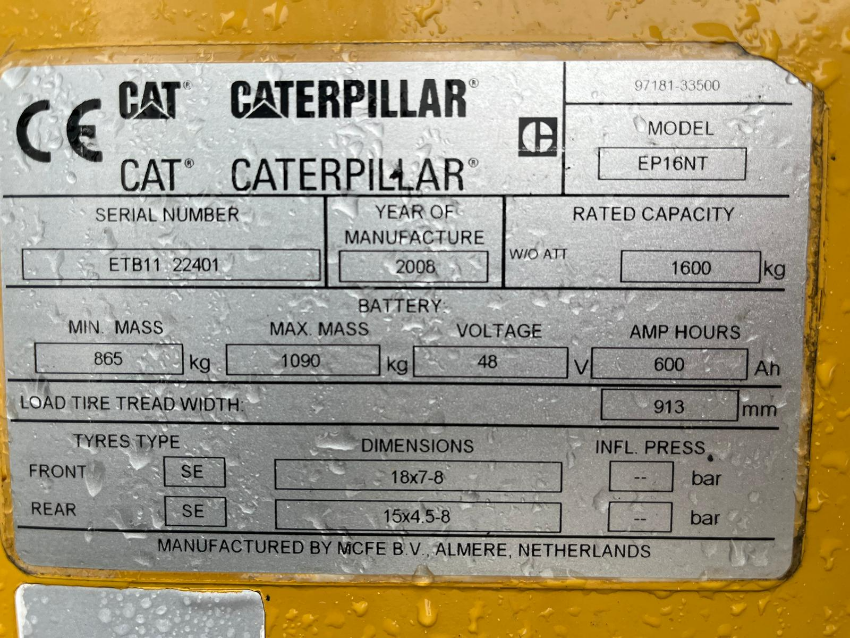 CE CAT® CATERPILLAR®
CAT® CATERPILLAR®
97181-33500
MODEL
EP16NT
SERIAL NUMBER
ETB11 22401
YEAR OF
MANUFACTURE
2008
RATED CAPACITY
W/O ATT 1600 kg
BATTERY:
MIN. MASS MAX. MASS VOLTAGE AMP HOURS
865 kg 1090 kg 48 V 600 Ah
LOAD TIRE TREAD WIDTH: 913 mm
TYRES TYPE DIMENSIONS INFL. PRESS.
FRONT SE 18x7-8 -- bar
REAR SE 15x4.5-8 -- bar
MANUFACTURED BY MCFE B.V., ALMERE, NETHERLANDS